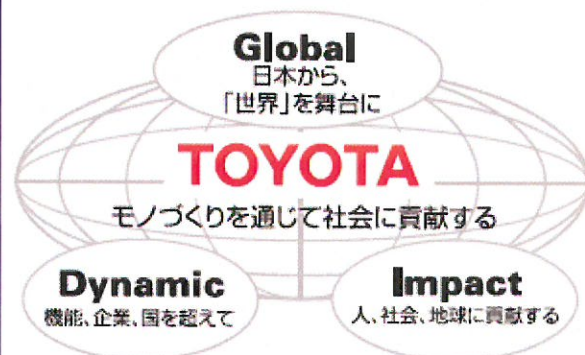 Global
日本から、
「世界」を舞台に
TOYOTA
モノづくりを通じて社会に貢献する
Dynamic
機能、企業、国を超えて
Impact
人、社会、地球に貢献する